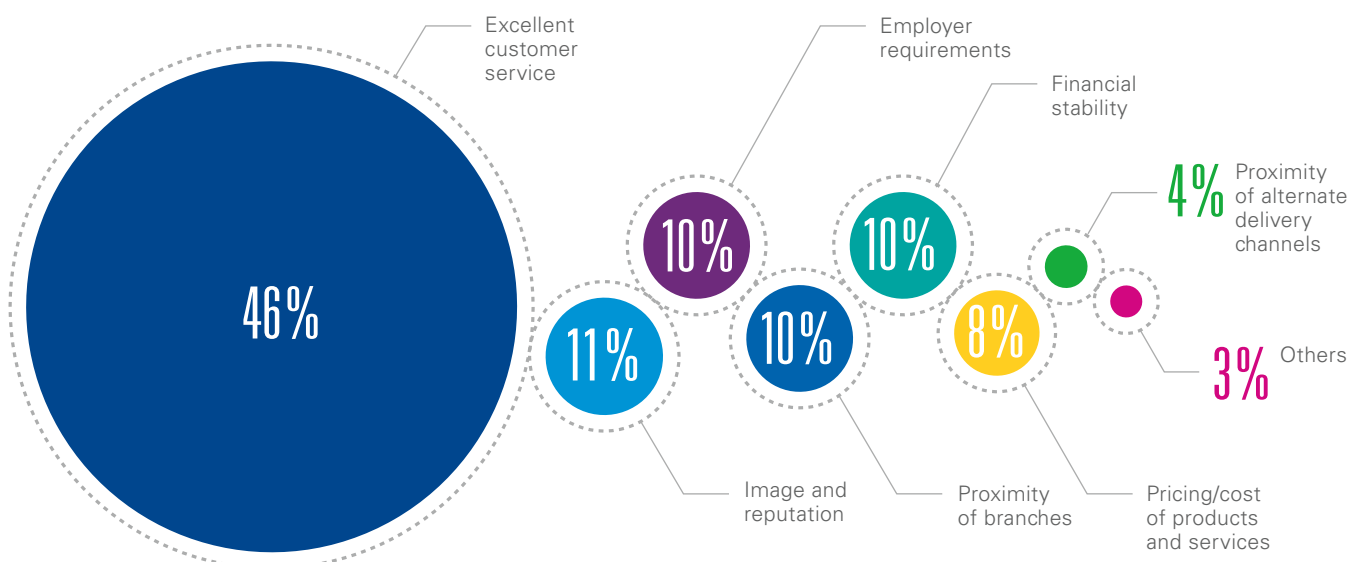 Excellent
customer
service
46%
11%
Image and
reputation
Employer
requirements
10%
10%
Proximity
of branches
Financial
stability
10%
8%
Pricing/cost
of products
and services
4%
Proximity
of alternate
delivery
channels
3%
Others